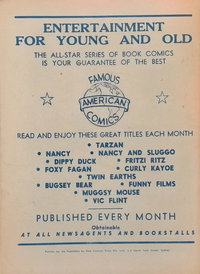 ENTERTAINMENT
FOR YOUNG AND OLD
THE ALL-STAR SERIES OF BOOK COMICS
IS YOUR GUARANTEE OF THE BEST
FAMOUS
AMERICAN
COMICS
READ AND ENJOY THESE GREAT TITLES EACH MONTH
• TARZAN
• NANCY • NANCY AND SLUGGO
• DIPPY DUCK • FRITZI RITZ
• FOXY FAGAN • CURLY KAYOE
• TWIN EARTHS
• BUGSEY BEAR • FUNNY FILMS
• MUGGSY MOUSE
• VIC FLINT
PUBLISHED EVERY MONTH
Obtainable
AT ALL NEWSAGENTS AND BOOKSTALLS